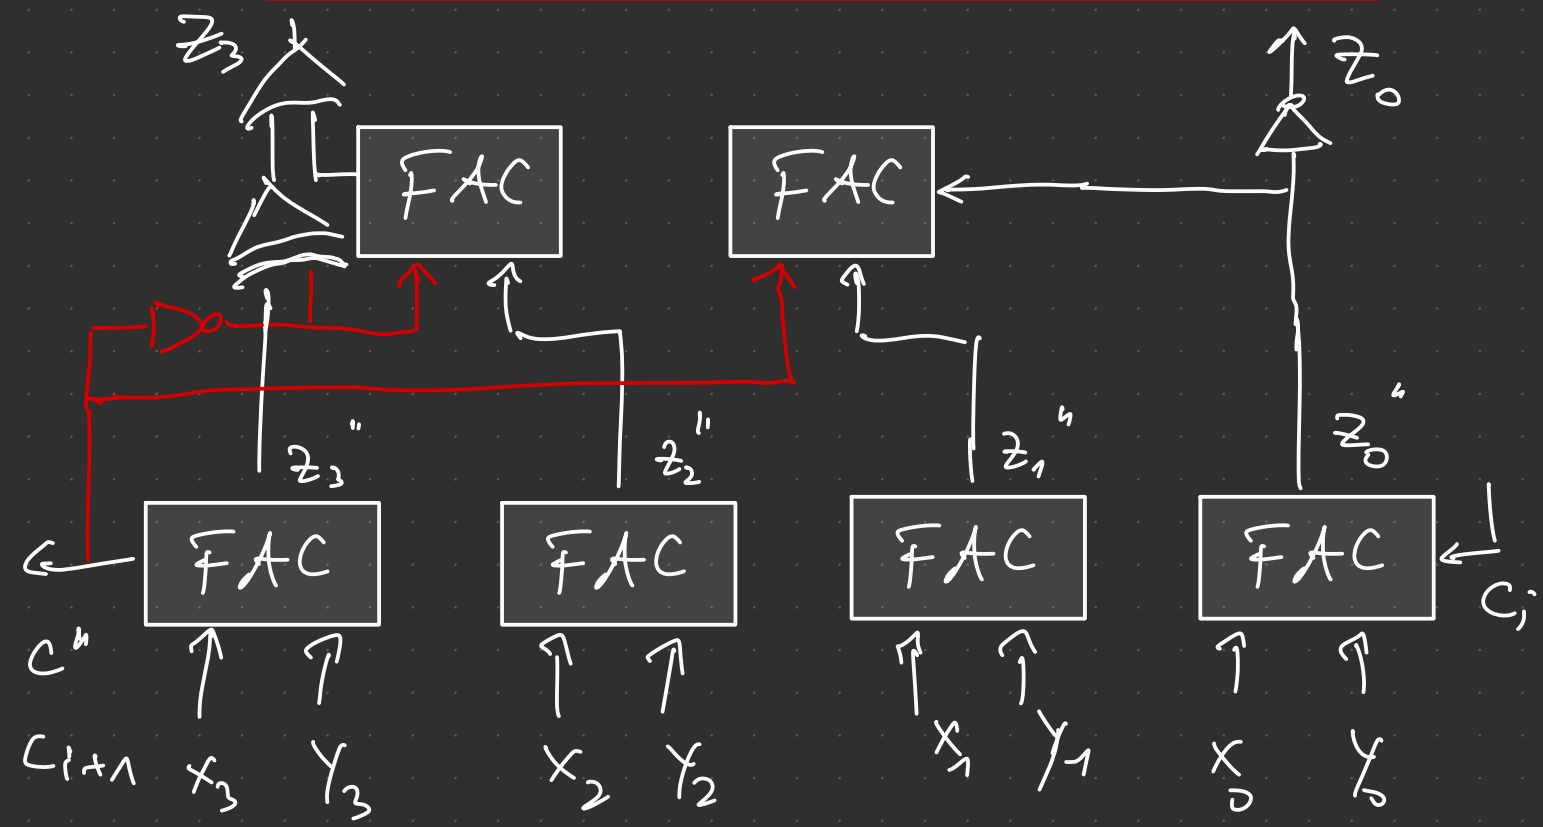 Z3
Z0
FAC
FAC
Z3"
Z2"
Z1"
Z0"
FAC
FAC
FAC
FAC
Ci
C"
Ci+1
X3
Y3
X2
Y2
X1
Y1
X0
Y0